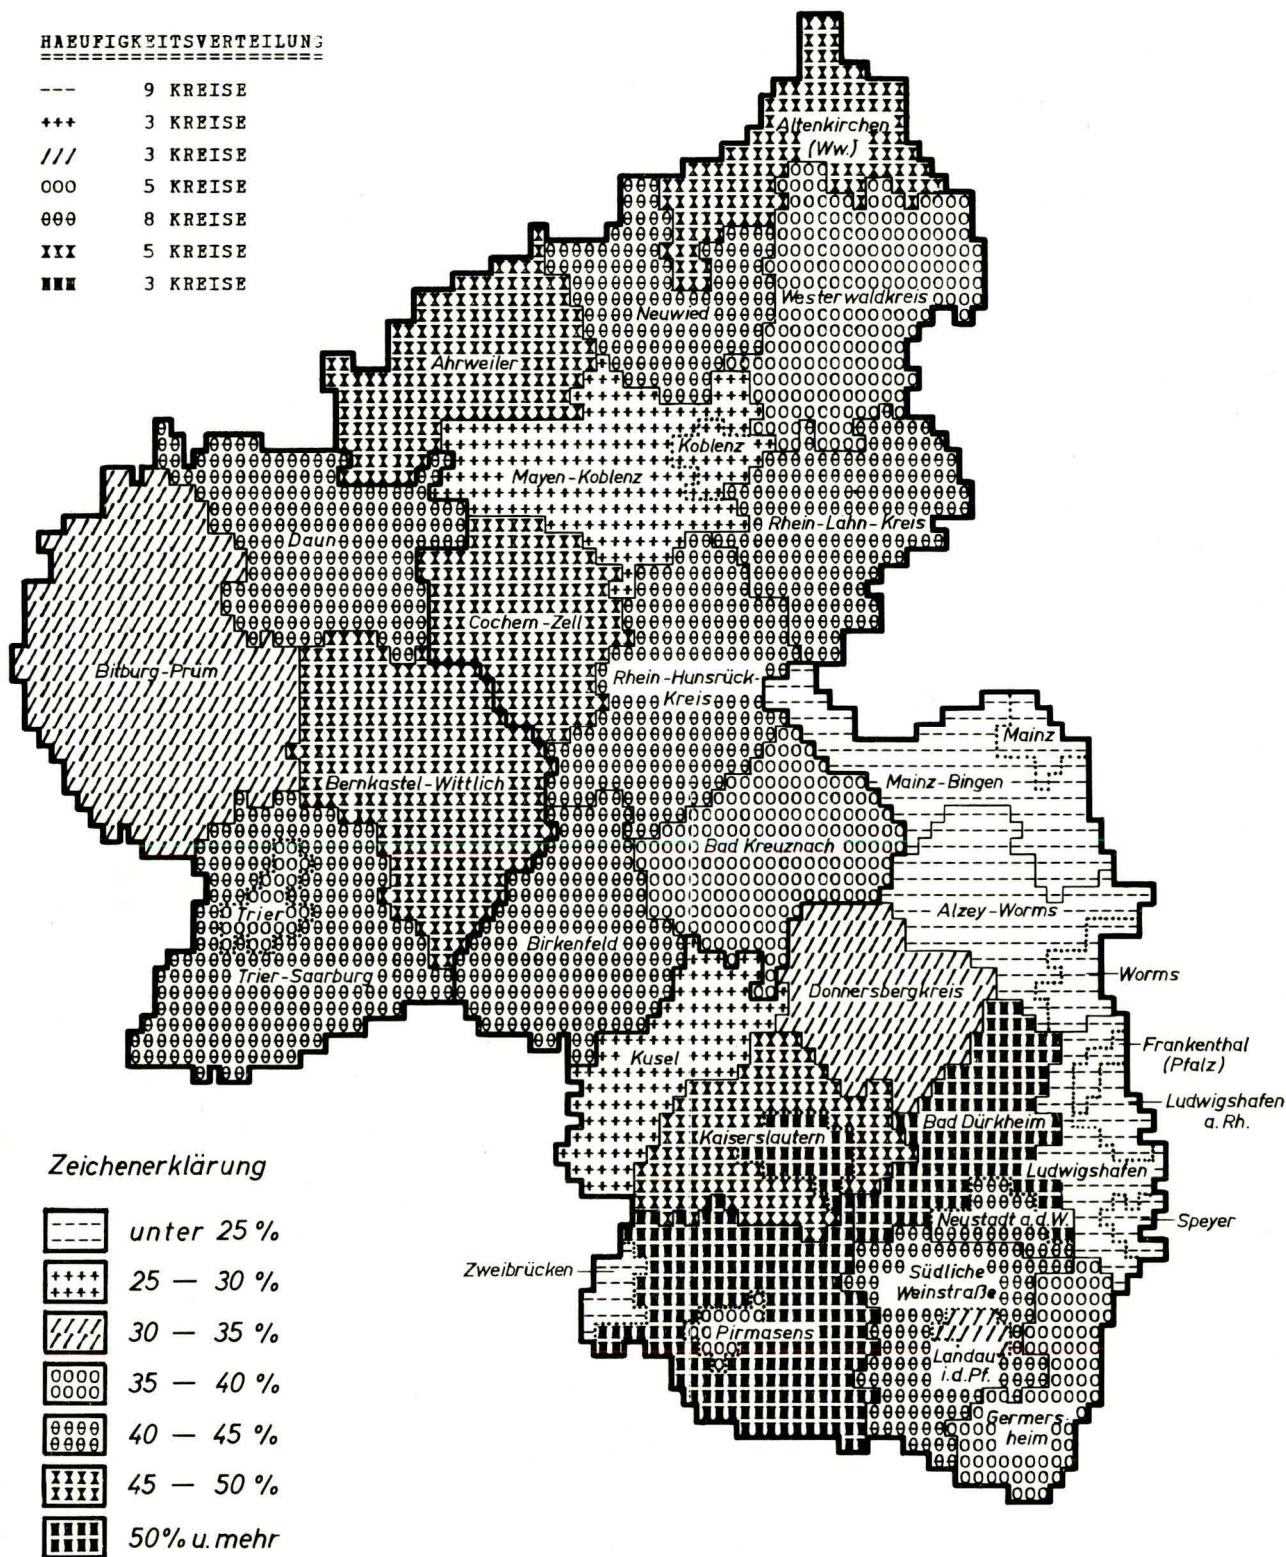 HAEUFIGKEITSVERTEILUNG
--- 9 KREISE
+++ 3 KREISE
/// 3 KREISE
000 5 KREISE
θθθ 8 KREISE
XXX 5 KREISE
■■■ 3 KREISE
Altenkirchen
(Ww.)
Westerwaldkreis
Neuwied
Ahrweiler
Koblenz
Mayen-Koblenz
Rhein-Lahn-Kreis
Daun
Cochem-Zell
Bitburg-Prüm
Rhein-Hunsrück-
Kreis
Mainz
Bernkastel-Wittlich
Mainz-Bingen
Bad Kreuznach
Alzey-Worms
Trier
Birkenfeld
Trier-Saarburg
Worms
Donnersbergkreis
Kusel
Frankenthal
(Pfalz)
Ludwigshafen
a. Rh.
Bad Dürkheim
Kaiserslautern
Ludwigshafen
Neustadt a.d.W.
Speyer
Zweibrücken
Südliche
Weinstraße
Pirmasens
Landau
i.d.Pf.
Germers-
heim
Zeichenerklärung
unter 25 %
25 — 30 %
30 — 35 %
35 — 40 %
40 — 45 %
45 — 50 %
50% u. mehr